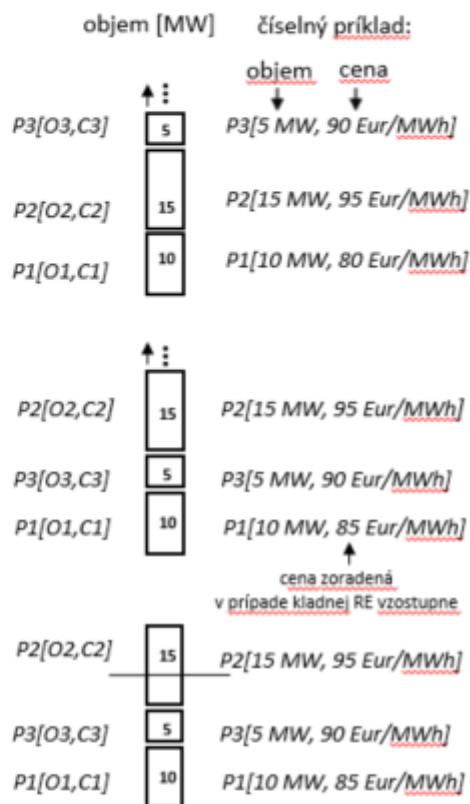 objem [MW] číselný príklad:
objem cena
P3[O3,C3] 5 P3[5 MW, 90 Eur/MWh]
P2[O2,C2] 15 P2[15 MW, 95 Eur/MWh]
P1[O1,C1] 10 P1[10 MW, 80 Eur/MWh]
P2[O2,C2] 15 P2[15 MW, 95 Eur/MWh]
P3[O3,C3] 5 P3[5 MW, 90 Eur/MWh]
P1[O1,C1] 10 P1[10 MW, 85 Eur/MWh]
cena zoradená
v prípade kladnej RE vzostupne
P2[O2,C2] 15 P2[15 MW, 95 Eur/MWh]
P3[O3,C3] 5 P3[5 MW, 90 Eur/MWh]
P1[O1,C1] 10 P1[10 MW, 85 Eur/MWh]